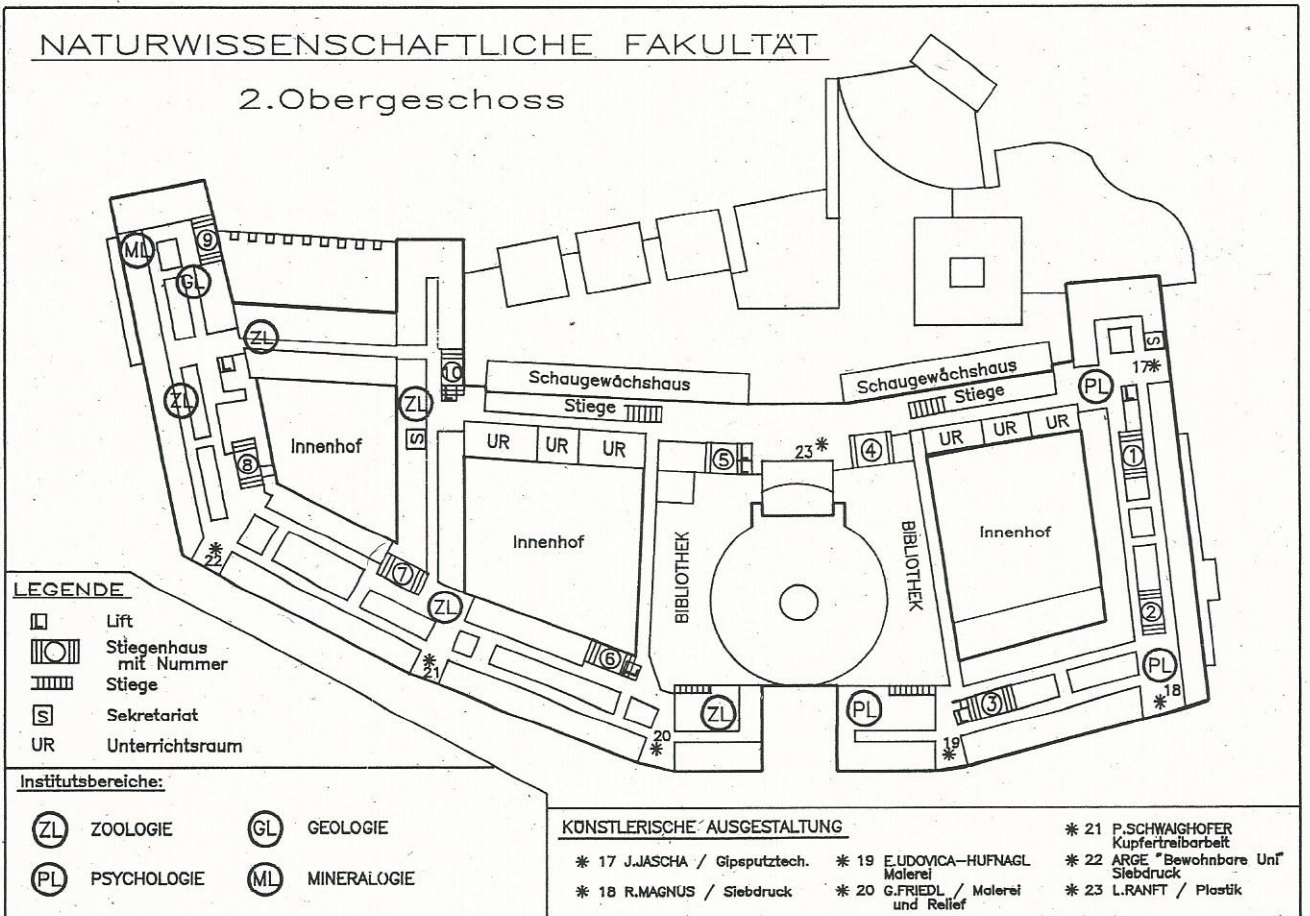 NATURWISSENSCHAFTLICHE FAKULTÄT
2.Obergeschoss
ML
9
GL
ZL
L
ZL
8
Innenhof
22
10
L
ZL
S
7
ZL
21
Schaugewächshaus
Stiege
UR
UR
UR
Innenhof
6
L
20
ZL
5
L
L
23
4
BIBLIOTHEK
BIBLIOTHEK
Schaugewächshaus
Stiege
UR
UR
UR
Innenhof
PL
S
17
L
1
2
PL
18
3
L
19
PL
LEGENDE
L Lift
Stiegenhaus
mit Nummer
Stiege
S Sekretariat
UR Unterrichtsraum
Institutsbereiche:
ZL ZOOLOGIE
GL GEOLOGIE
PL PSYCHOLOGIE
ML MINERALOGIE
KÜNSTLERISCHE AUSGESTALTUNG
* 17 J.JASCHA / Gipsputztech.
* 18 R.MAGNUS / Siebdruck
* 19 E.UDOVICA-HUFNAGL
Malerei
* 20 G.FRIEDL / Malerei
und Relief
* 21 P.SCHWAIGHOFER
Kupfertreibarbeit
* 22 ARGE "Bewohnbare Uni"
Siebdruck
* 23 L.RANFT / Plastik